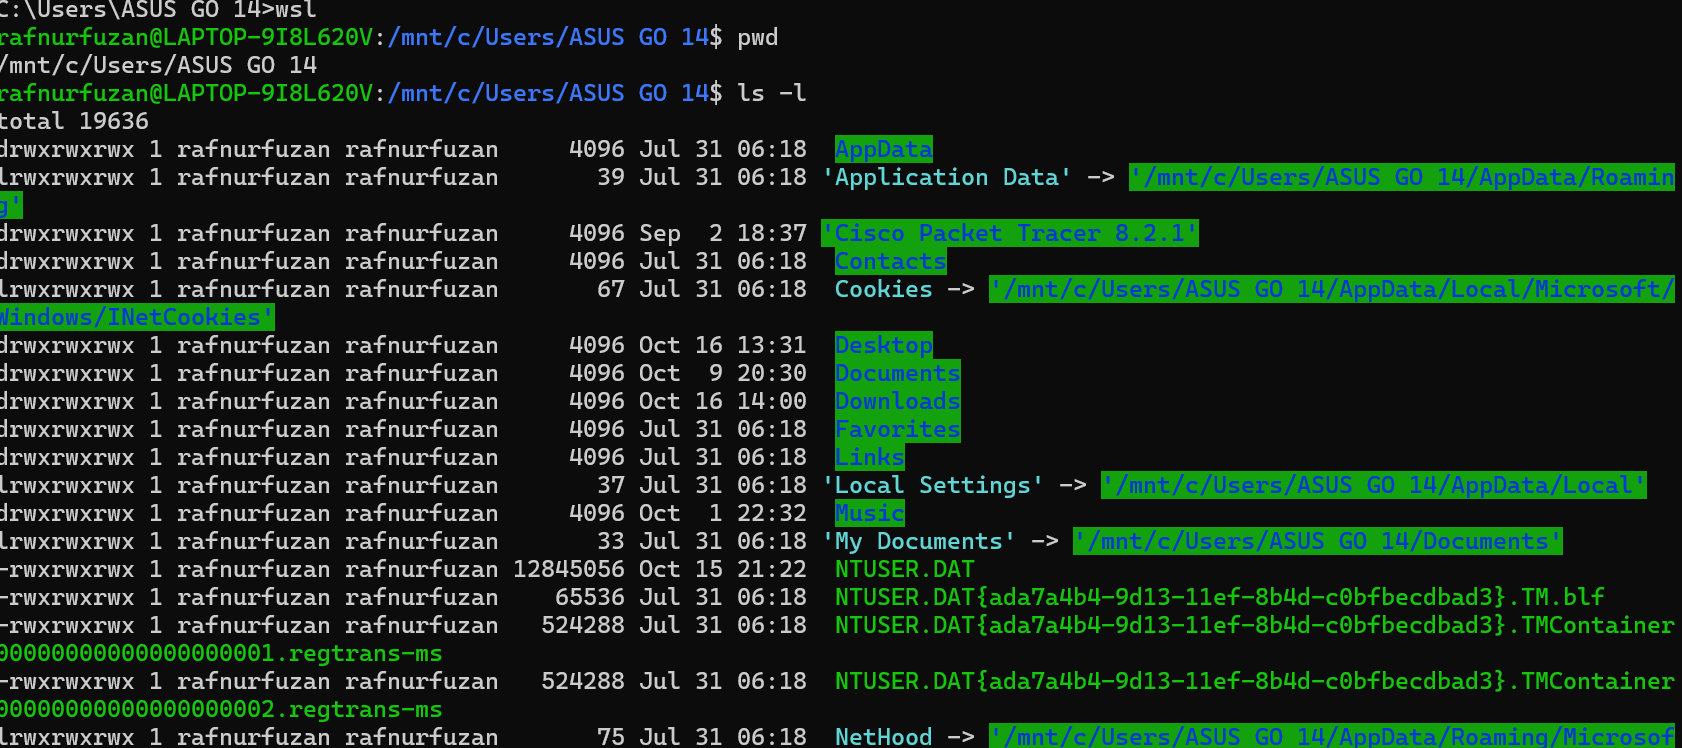 C:\Users\ASUS GO 14>wsl
rafnurfuzan@LAPTOP-9I8L620V:/mnt/c/Users/ASUS GO 14$ pwd
/mnt/c/Users/ASUS GO 14
rafnurfuzan@LAPTOP-9I8L620V:/mnt/c/Users/ASUS GO 14$ ls -l
total 19636
drwxrwxrwx 1 rafnurfuzan rafnurfuzan     4096 Jul 31 06:18  AppData
lrwxrwxrwx 1 rafnurfuzan rafnurfuzan       39 Jul 31 06:18 'Application Data' -> '/mnt/c/Users/ASUS GO 14/AppData/Roamin
g'
drwxrwxrwx 1 rafnurfuzan rafnurfuzan     4096 Sep  2 18:37 'Cisco Packet Tracer 8.2.1'
drwxrwxrwx 1 rafnurfuzan rafnurfuzan     4096 Jul 31 06:18  Contacts
lrwxrwxrwx 1 rafnurfuzan rafnurfuzan       67 Jul 31 06:18  Cookies -> '/mnt/c/Users/ASUS GO 14/AppData/Local/Microsoft/
Windows/INetCookies'
drwxrwxrwx 1 rafnurfuzan rafnurfuzan     4096 Oct 16 13:31  Desktop
drwxrwxrwx 1 rafnurfuzan rafnurfuzan     4096 Oct  9 20:30  Documents
drwxrwxrwx 1 rafnurfuzan rafnurfuzan     4096 Oct 16 14:00  Downloads
drwxrwxrwx 1 rafnurfuzan rafnurfuzan     4096 Jul 31 06:18  Favorites
drwxrwxrwx 1 rafnurfuzan rafnurfuzan     4096 Jul 31 06:18  Links
lrwxrwxrwx 1 rafnurfuzan rafnurfuzan       37 Jul 31 06:18 'Local Settings' -> '/mnt/c/Users/ASUS GO 14/AppData/Local'
drwxrwxrwx 1 rafnurfuzan rafnurfuzan     4096 Oct  1 22:32  Music
lrwxrwxrwx 1 rafnurfuzan rafnurfuzan       33 Jul 31 06:18 'My Documents' -> '/mnt/c/Users/ASUS GO 14/Documents'
-rwxrwxrwx 1 rafnurfuzan rafnurfuzan 12845056 Oct 15 21:22  NTUSER.DAT
-rwxrwxrwx 1 rafnurfuzan rafnurfuzan    65536 Jul 31 06:18  NTUSER.DAT{ada7a4b4-9d13-11ef-8b4d-c0bfbecdbad3}.TM.blf
-rwxrwxrwx 1 rafnurfuzan rafnurfuzan   524288 Jul 31 06:18  NTUSER.DAT{ada7a4b4-9d13-11ef-8b4d-c0bfbecdbad3}.TMContainer
00000000000000000001.regtrans-ms
-rwxrwxrwx 1 rafnurfuzan rafnurfuzan   524288 Jul 31 06:18  NTUSER.DAT{ada7a4b4-9d13-11ef-8b4d-c0bfbecdbad3}.TMContainer
00000000000000000002.regtrans-ms
lrwxrwxrwx 1 rafnurfuzan rafnurfuzan       75 Jul 31 06:18  NetHood -> '/mnt/c/Users/ASUS GO 14/AppData/Roaming/Microsof